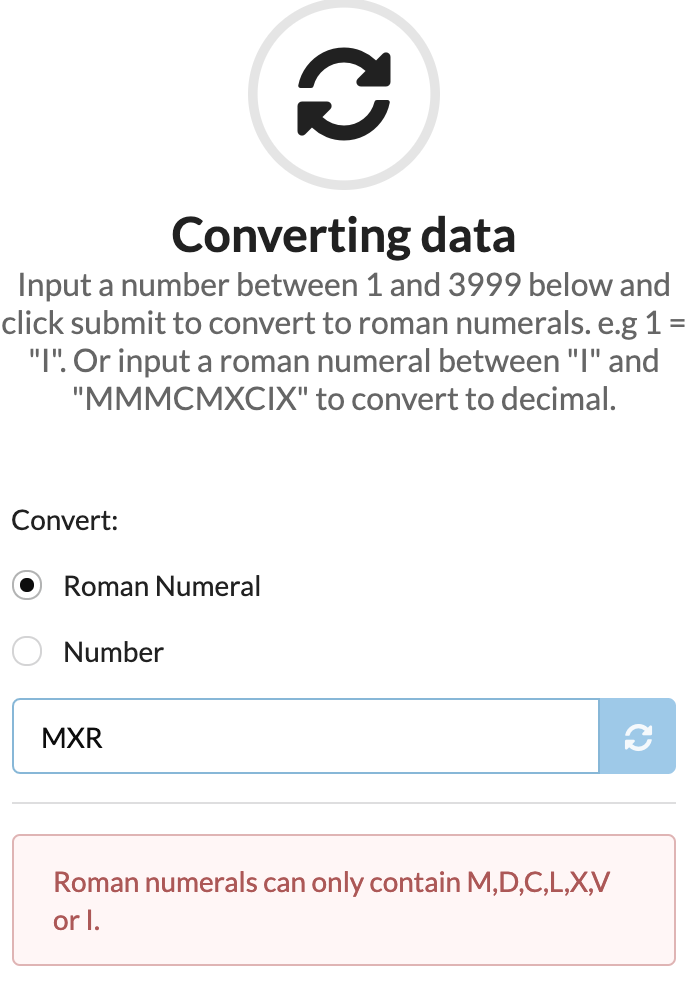 Converting data
Input a number between 1 and 3999 below and
click submit to convert to roman numerals. e.g 1 =
"I". Or input a roman numeral between "I" and
"MMMCMXCIX" to convert to decimal.
Convert:
Roman Numeral
Number
MXR
Roman numerals can only contain M,D,C,L,X,V
or I.